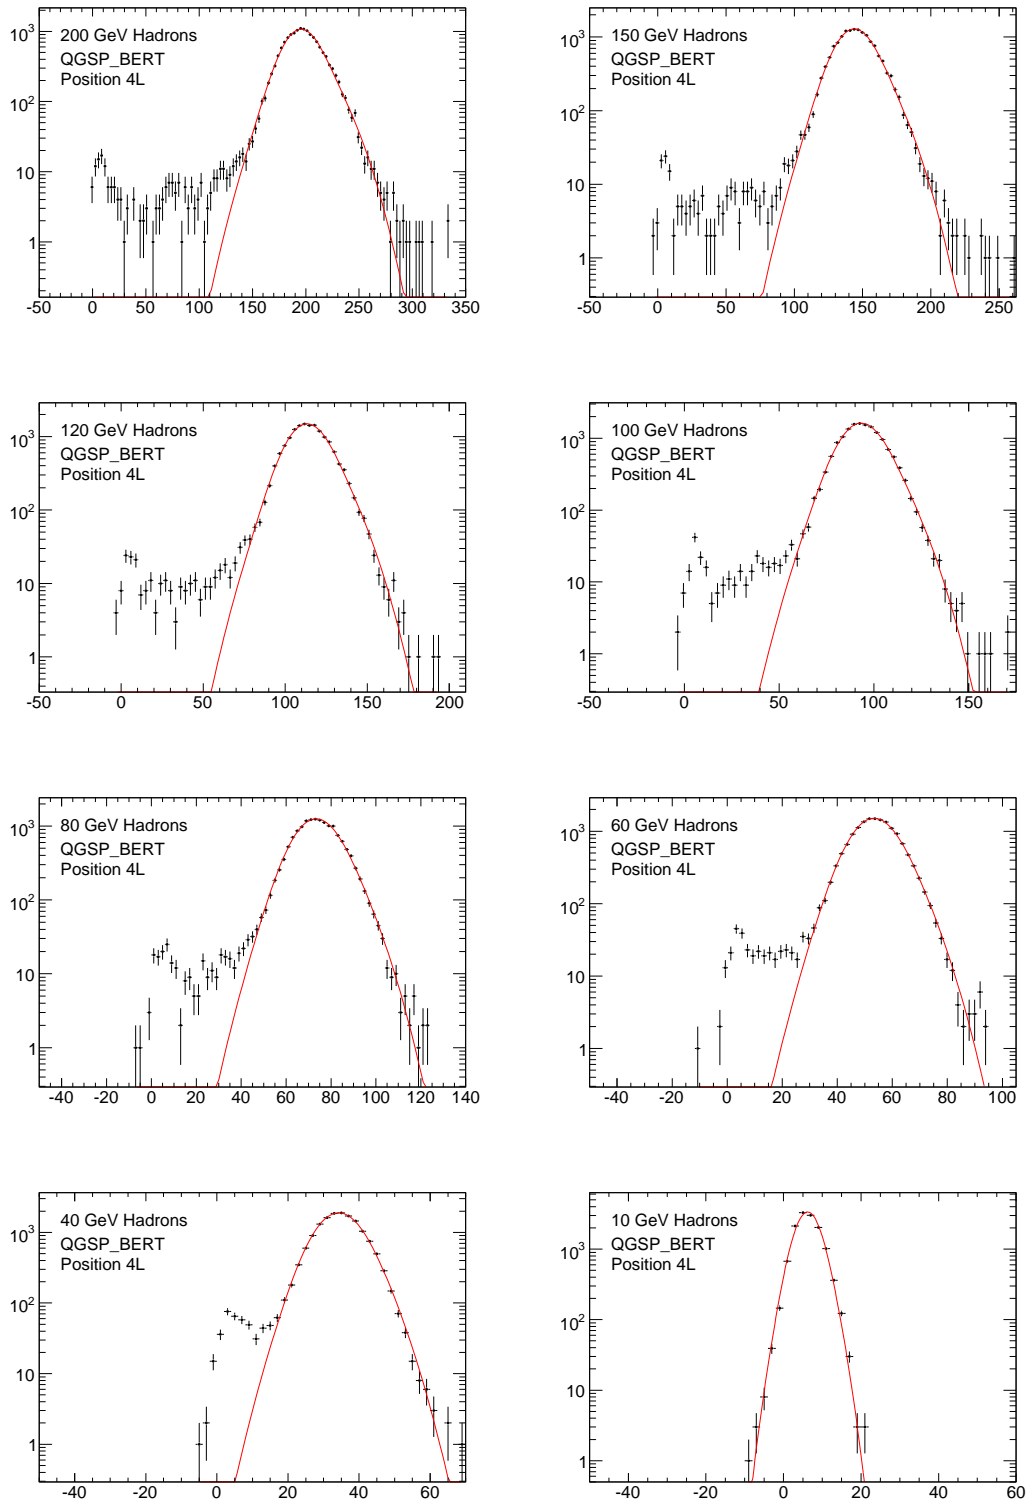 200 GeV Hadrons
QGSP_BERT
Position 4L
10³
10²
10
1
-50 0 50 100 150 200 250 300 350
150 GeV Hadrons
QGSP_BERT
Position 4L
10³
10²
10
1
-50 0 50 100 150 200 250
120 GeV Hadrons
QGSP_BERT
Position 4L
10³
10²
10
1
-50 0 50 100 150 200
100 GeV Hadrons
QGSP_BERT
Position 4L
10³
10²
10
1
-50 0 50 100 150
80 GeV Hadrons
QGSP_BERT
Position 4L
10³
10²
10
1
-40 -20 0 20 40 60 80 100 120 140
60 GeV Hadrons
QGSP_BERT
Position 4L
10³
10²
10
1
-40 -20 0 20 40 60 80 100
40 GeV Hadrons
QGSP_BERT
Position 4L
10³
10²
10
1
-40 -20 0 20 40 60
10 GeV Hadrons
QGSP_BERT
Position 4L
10³
10²
10
1
-40 -20 0 20 40 60